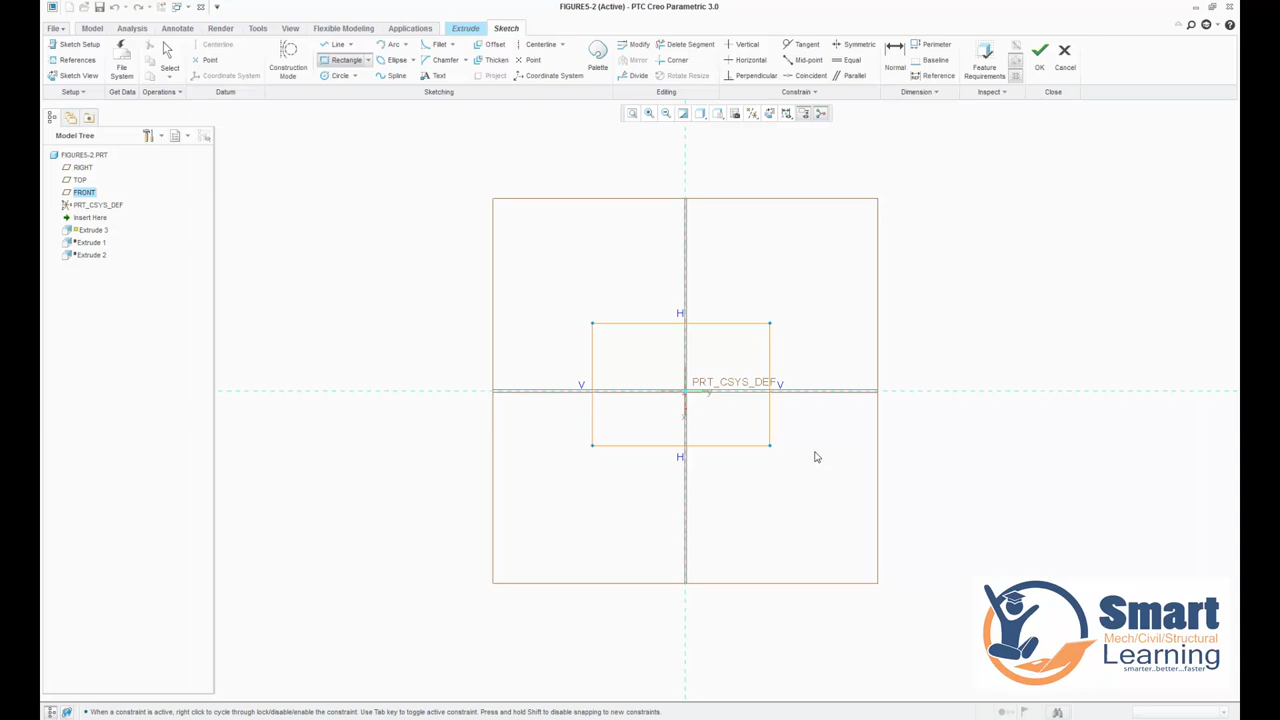 FIGURE5-2 (Active) - PTC Creo Parametric 3.0
File Model Analysis Annotate Render Tools View Flexible Modeling Applications Extrude Sketch
Sketch Setup
References
Sketch View
Setup
File System
Get Data
Select
Operations
Centerline
Point
Coordinate System
Datum
Construction Mode
Line Arc Fillet Offset Centerline
Rectangle Ellipse Chamfer Thicken Point
Circle Spline Text Project Coordinate System
Sketching
Palette
Modify Delete Segment
Mirror Corner
Divide Rotate Resize
Editing
Vertical Tangent Symmetric
Horizontal Mid-point Equal
Perpendicular Coincident Parallel
Constrain
Normal
Perimeter
Baseline
Reference
Dimension
Feature Requirements
Inspect
OK
Cancel
Close
Model Tree
FIGURE5-2.PRT
RIGHT
TOP
FRONT
PRT_CSYS_DEF
Insert Here
Extrude 3
Extrude 1
Extrude 2
H
V PRT_CSYS_DEF V
y
H
Smart
Mech/Civil/Structural
Learning
smarter..better...faster
When a constraint is active, right click to cycle through lock/disable/enable the constraint. Use Tab key to toggle active constraint. Press and hold Shift to disable snapping to new constraints.